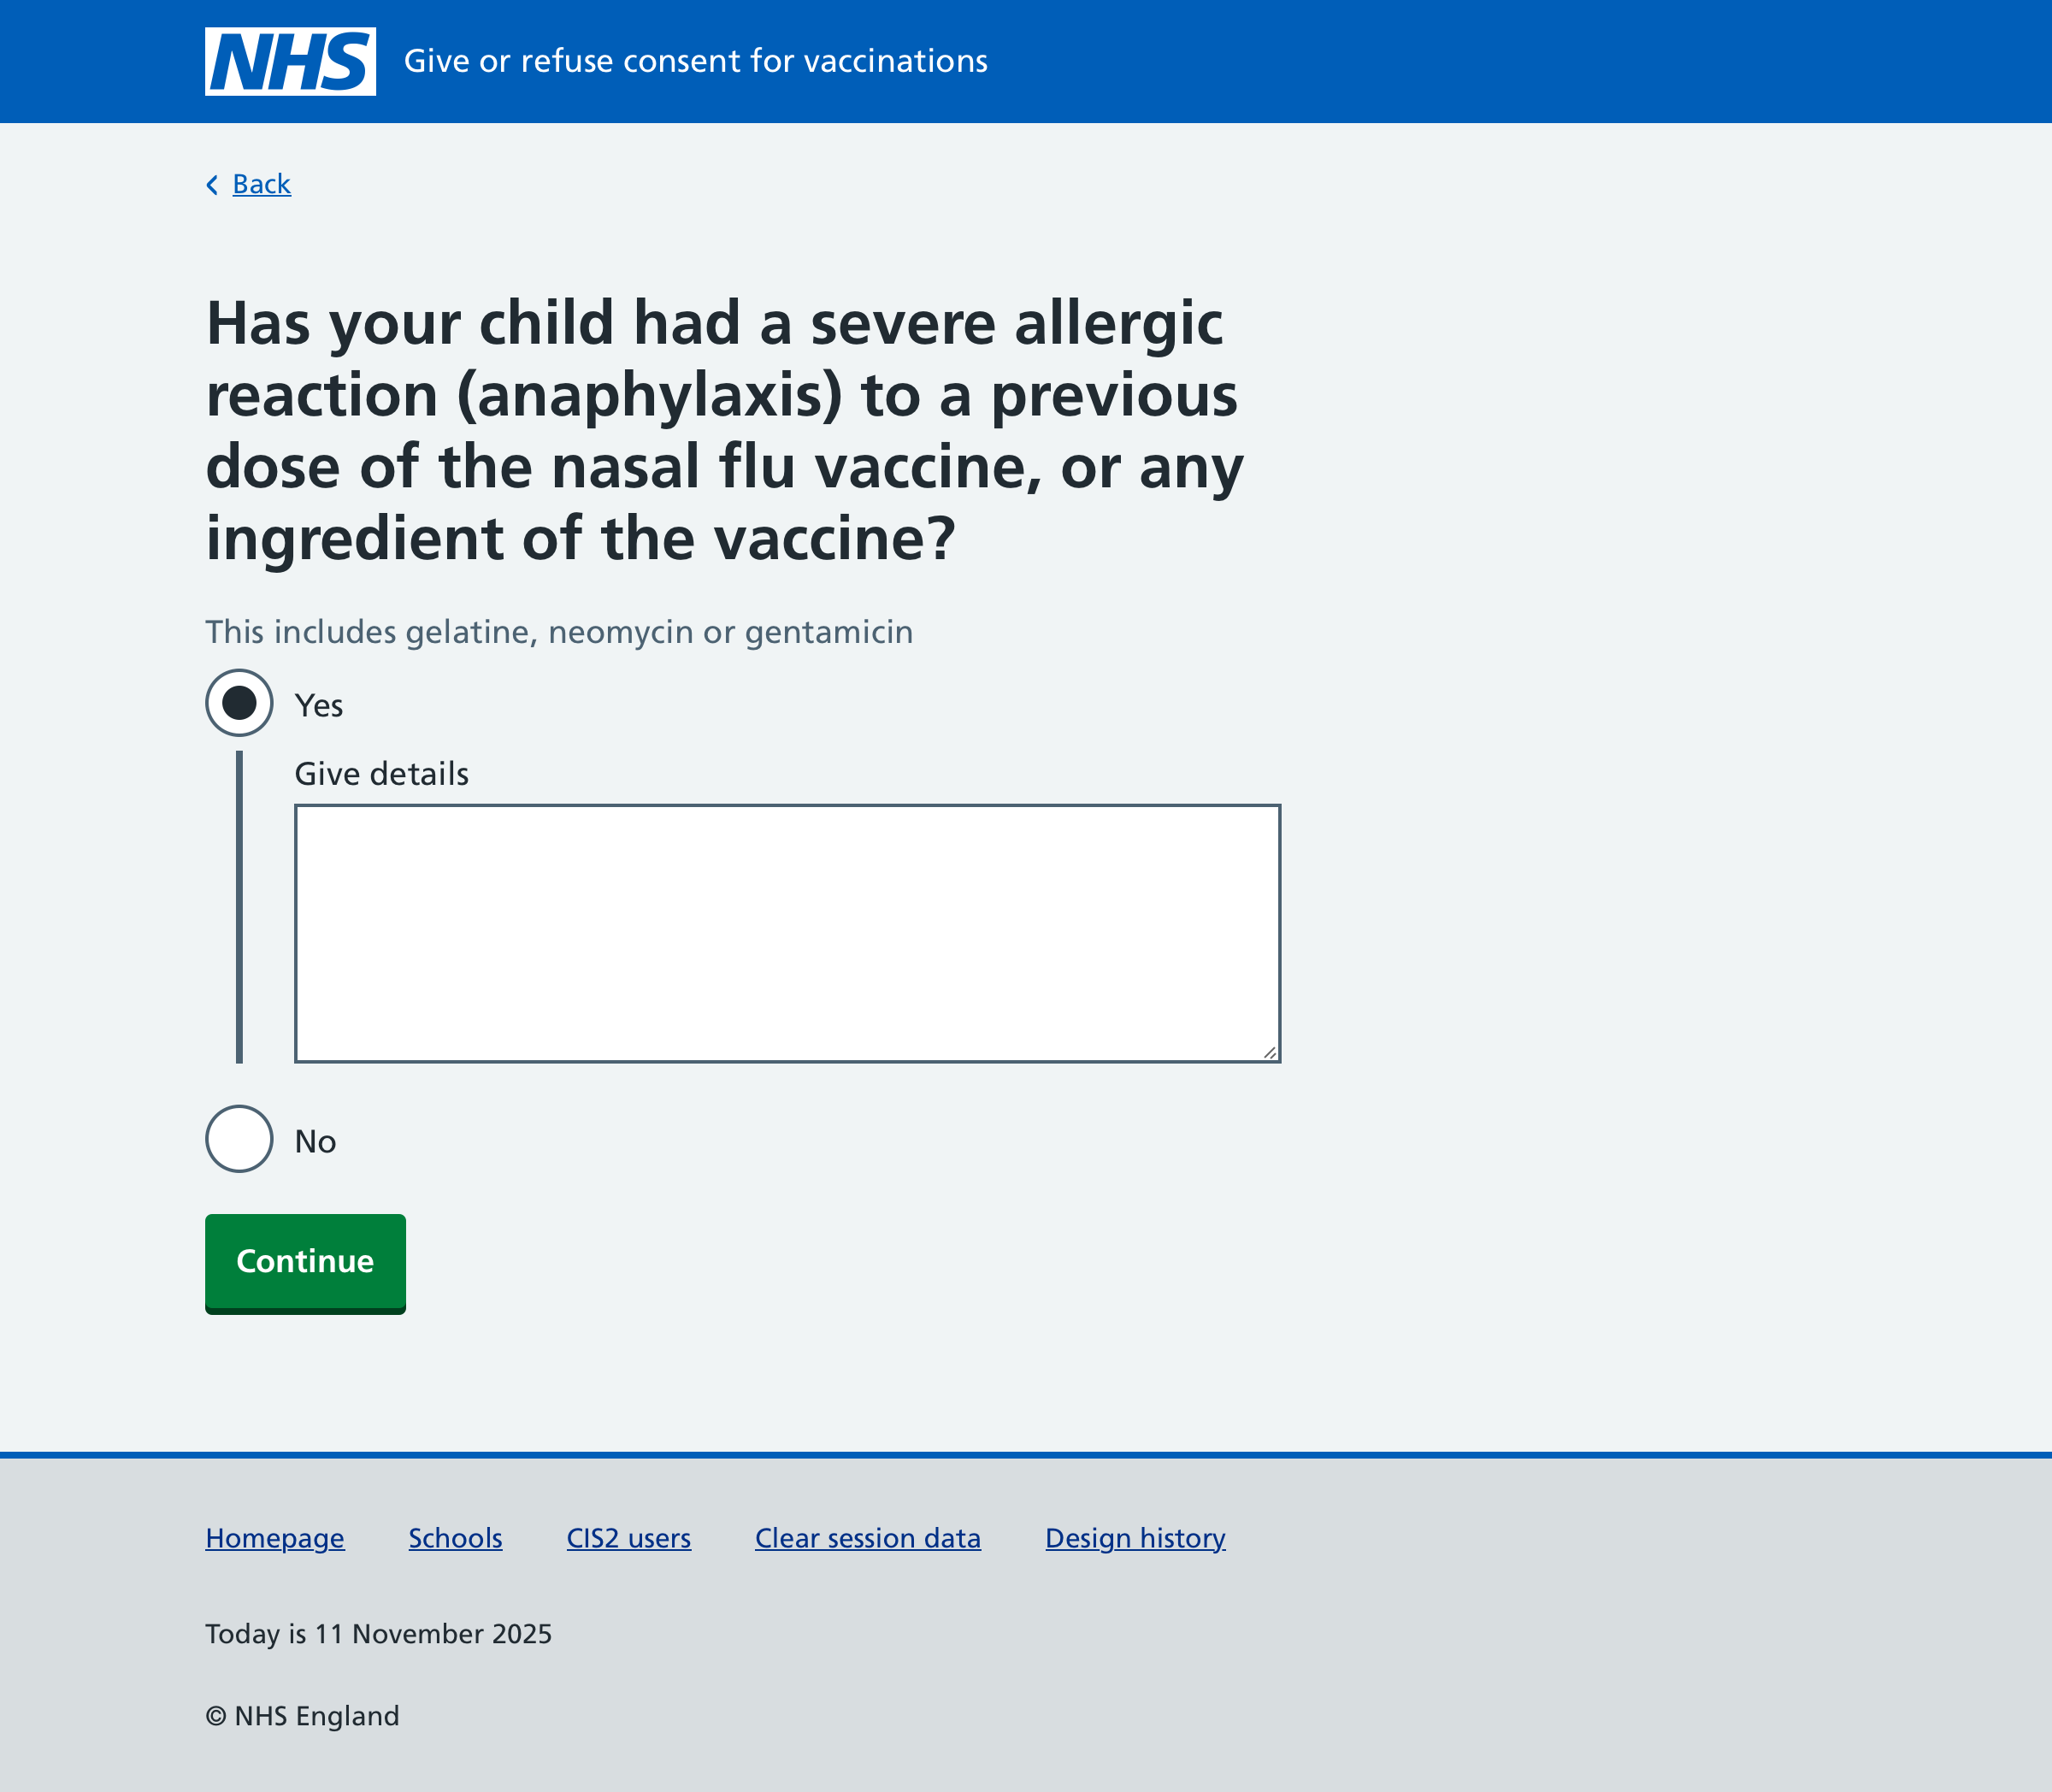 NHS Give or refuse consent for vaccinations
Back
Has your child had a severe allergic
reaction (anaphylaxis) to a previous
dose of the nasal flu vaccine, or any
ingredient of the vaccine?
This includes gelatine, neomycin or gentamicin
Yes
Give details
No
Continue
Homepage Schools CIS2 users Clear session data Design history
Today is 11 November 2025
© NHS England